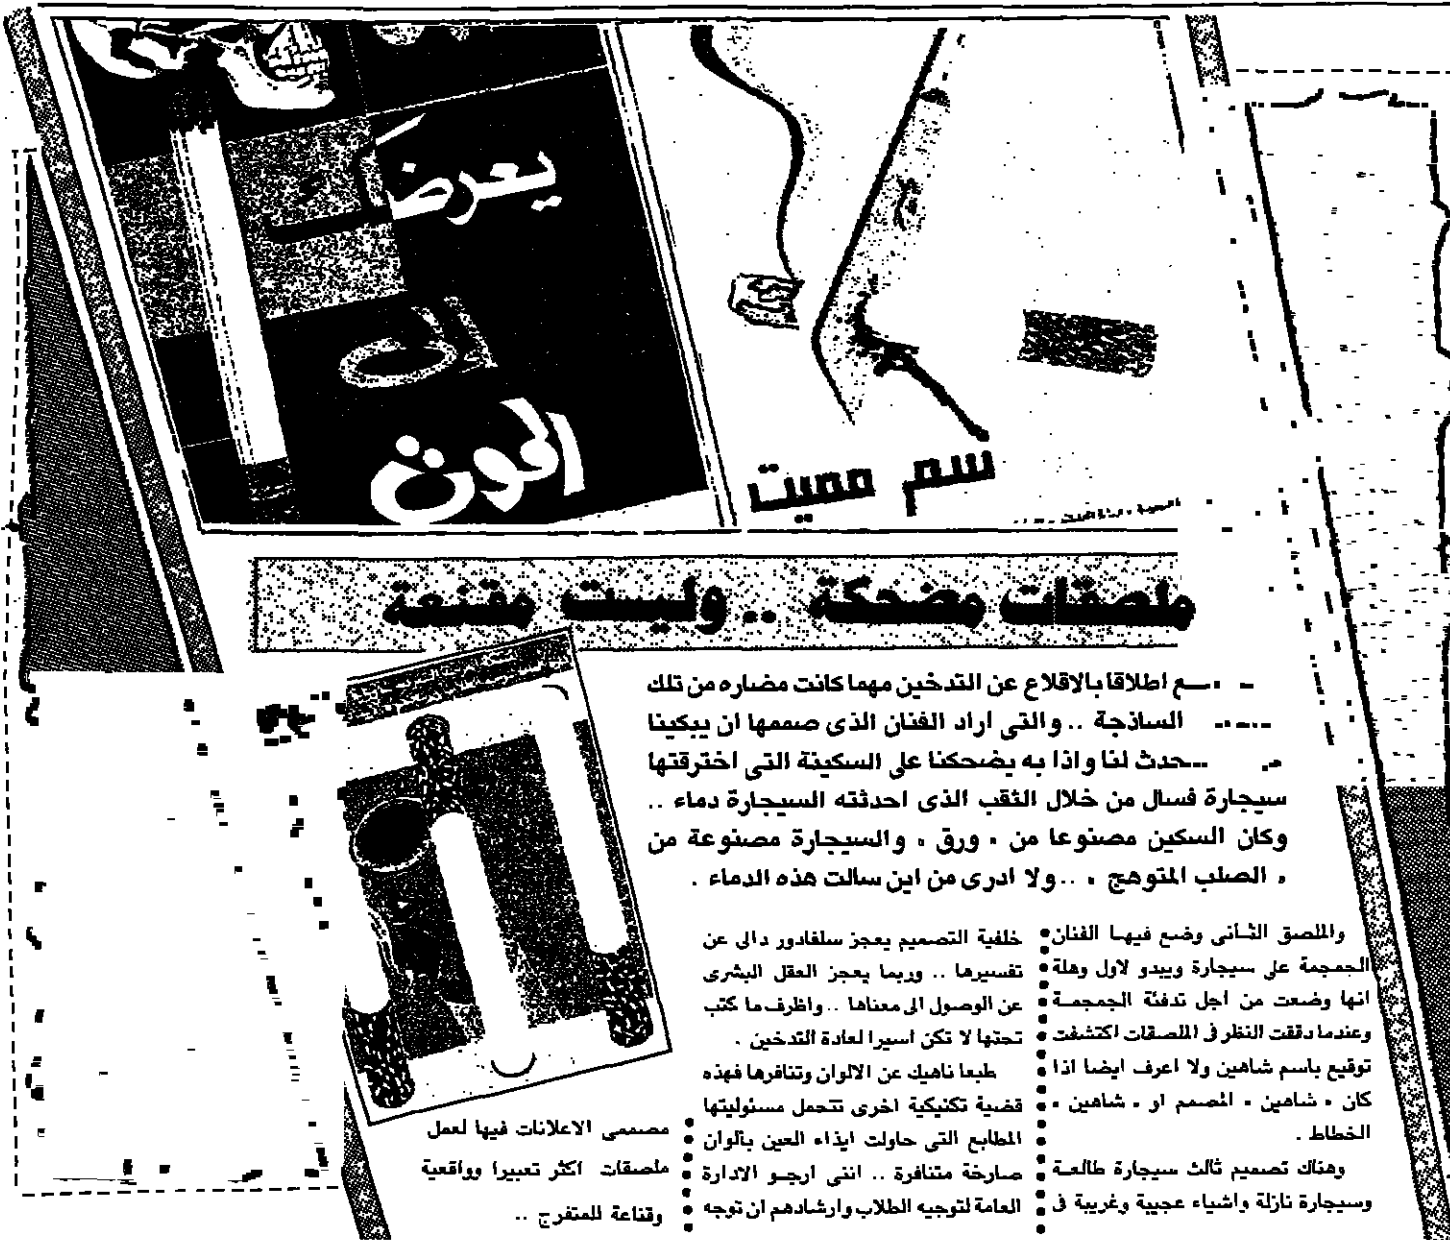 يعرضك
ل
الموت
سم مميت
ملصقات مضحكة .. وليست مقنعة
اطلاقا بالاقلاع عن التدخين مهما كانت مضاره من تلك
الساذجة .. والتى اراد الفنان الذى صممها ان يبكينا
حدث لنا واذا به يضحكنا على السكينة التى اخترقتها
سيجارة فسال من خلال الثقب الذى احدثته السيجارة دماء ..
وكان السكين مصنوعا من « ورق » والسيجارة مصنوعة من
« الصلب المتوهج » .. ولا ادرى من اين سالت هذه الدماء .
والملصق الثـانى وضع فيهـا الفنان
الجمجمة على سيجارة ويبدو لاول وهلة
انها وضعت من اجل تدفئة الجمجمـة
وعندما دققت النظر فى الملصقات اكتشفت
توقيع باسم شاهين ولا اعرف ايضا اذا
كان « شاهين » المصمم او « شاهين »
الخطاط .
وهناك تصميم ثالث سيجارة طالعـة
وسيجارة نازلة واشياء عجيبة وغريبة فى
خلفية التصميم يعجز سلفادور دالى عن
تفسيرها .. وربما يعجز العقل البشرى
عن الوصول الى معناها .. واظرف ما كتب
تحتها لا تكن اسيرا لعادة التدخين .
طبعا ناهيك عن الالوان وتنافرها فهذه
قضية تكنيكية اخرى تتحمل مسئوليتها
المطابع التى حاولت ايذاء العين بألوان
صارخة متنافرة .. اننى ارجـو الادارة
العامة لتوجيه الطلاب وارشادهم ان توجه
مصممى الاعلانات فيها لعمل
ملصقات اكثر تعبيرا وواقعية
وقناعة للمتفرج ..